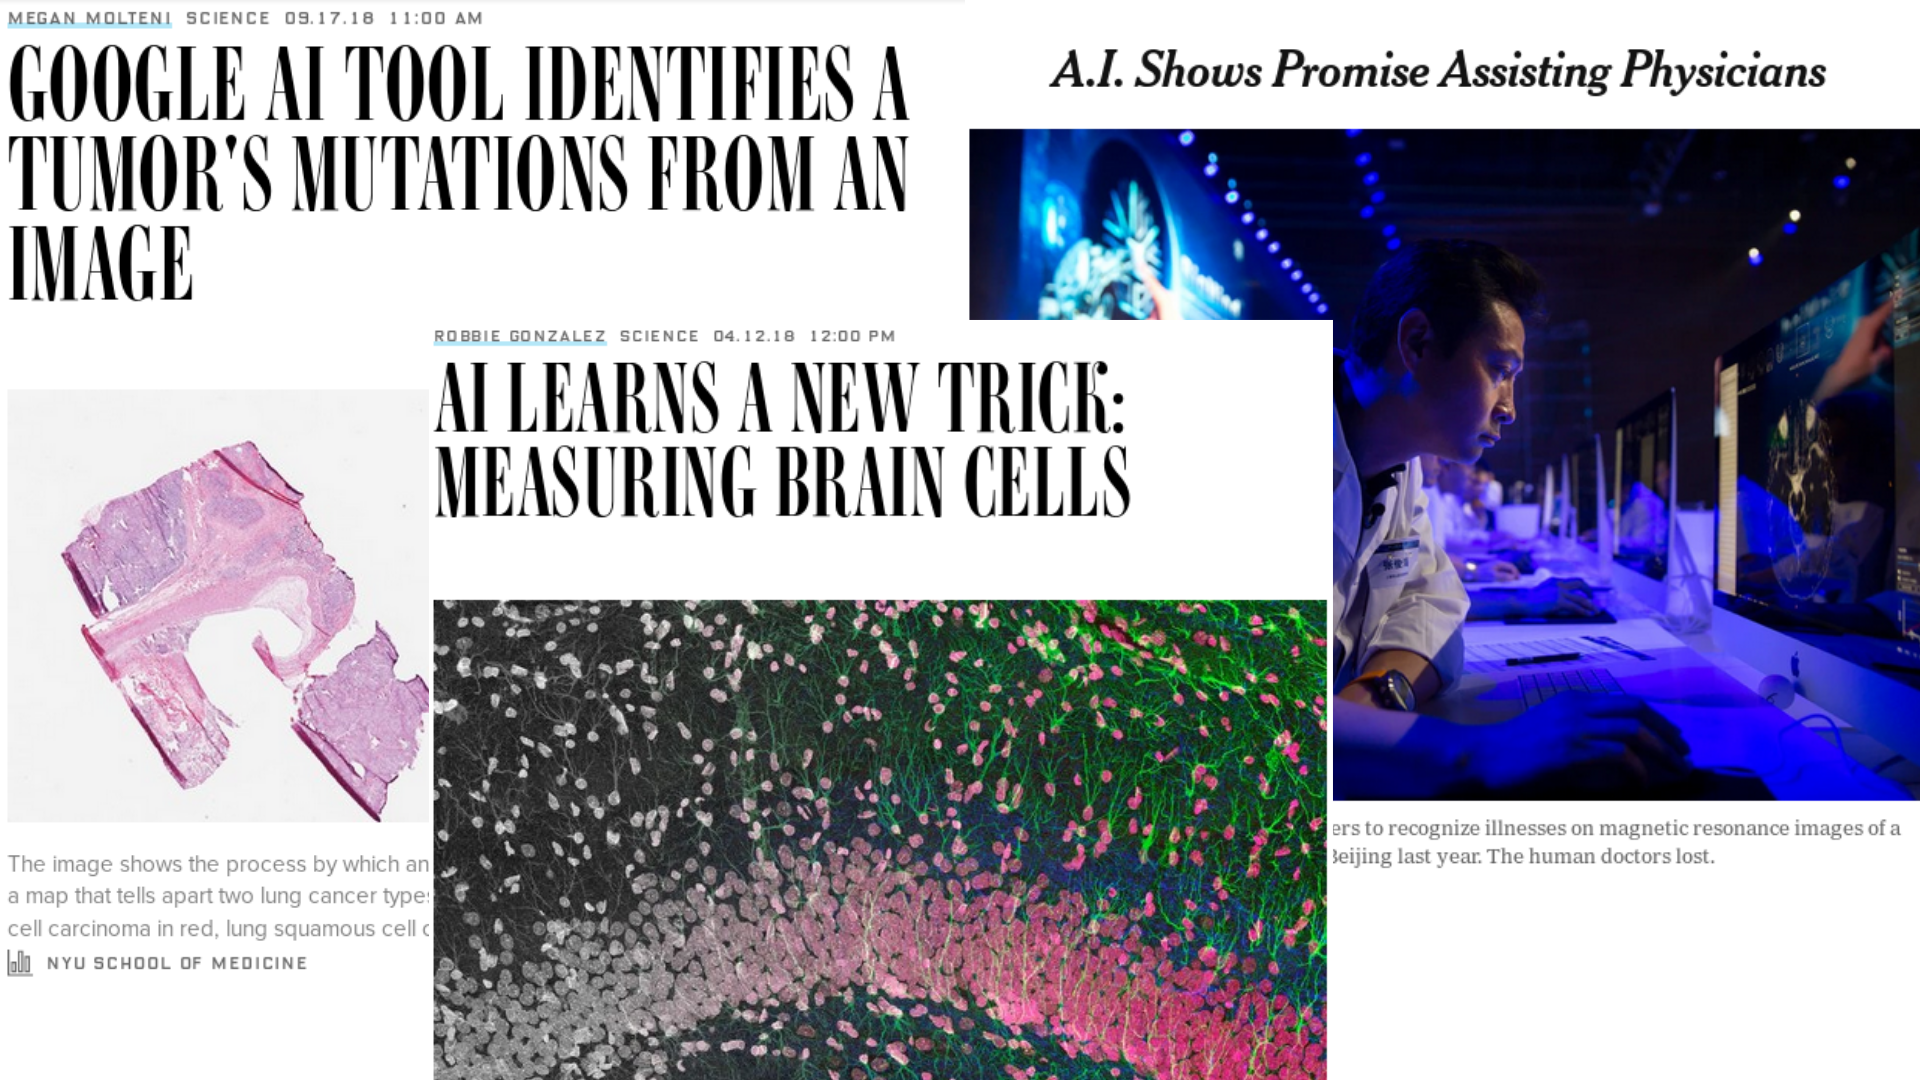 MEGAN MOLTENI SCIENCE 09.17.18 11:00 AM
GOOGLE AI TOOL IDENTIFIES A
TUMOR'S MUTATIONS FROM AN
IMAGE
The image shows the process by which an
a map that tells apart two lung cancer types
cell carcinoma in red, lung squamous cell
NYU SCHOOL OF MEDICINE
ROBBIE GONZALEZ SCIENCE 04.12.18 12:00 PM
AI LEARNS A NEW TRICK:
MEASURING BRAIN CELLS
A.I. Shows Promise Assisting Physicians
ers to recognize illnesses on magnetic resonance images of a
Beijing last year. The human doctors lost.